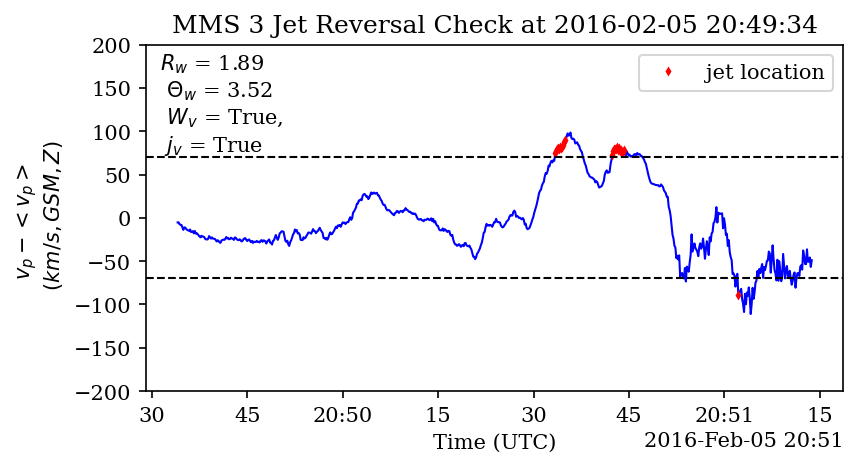 MMS 3 Jet Reversal Check at 2016-02-05 20:49:34
200
150
100
50
0
−50
−100
−150
−200
v_p − < v_p >
(km/s, GSM, Z)
R_w = 1.89
Θ_w = 3.52
W_v = True,
j_v = True
jet location
30 45 20:50 15 30 45 20:51 15
Time (UTC)
2016-Feb-05 20:51